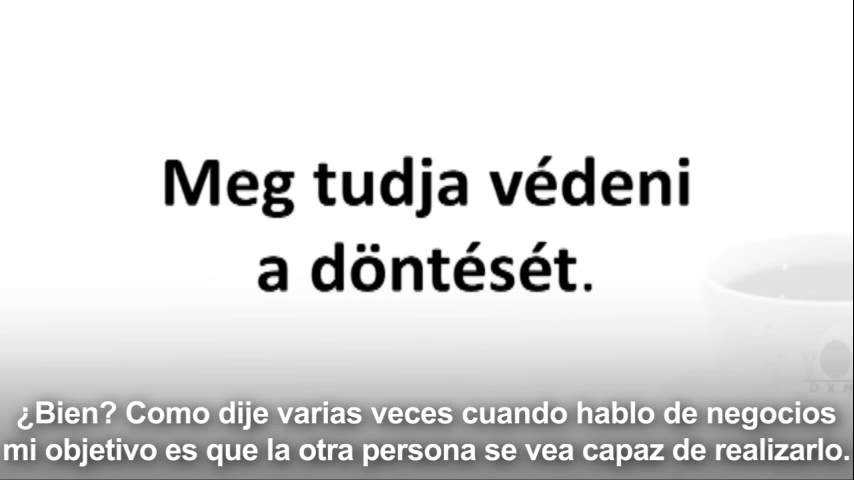 Meg tudja védeni
a döntését.
DXN
¿Bien? Como dije varias veces cuando hablo de negocios
mi objetivo es que la otra persona se vea capaz de realizarlo.